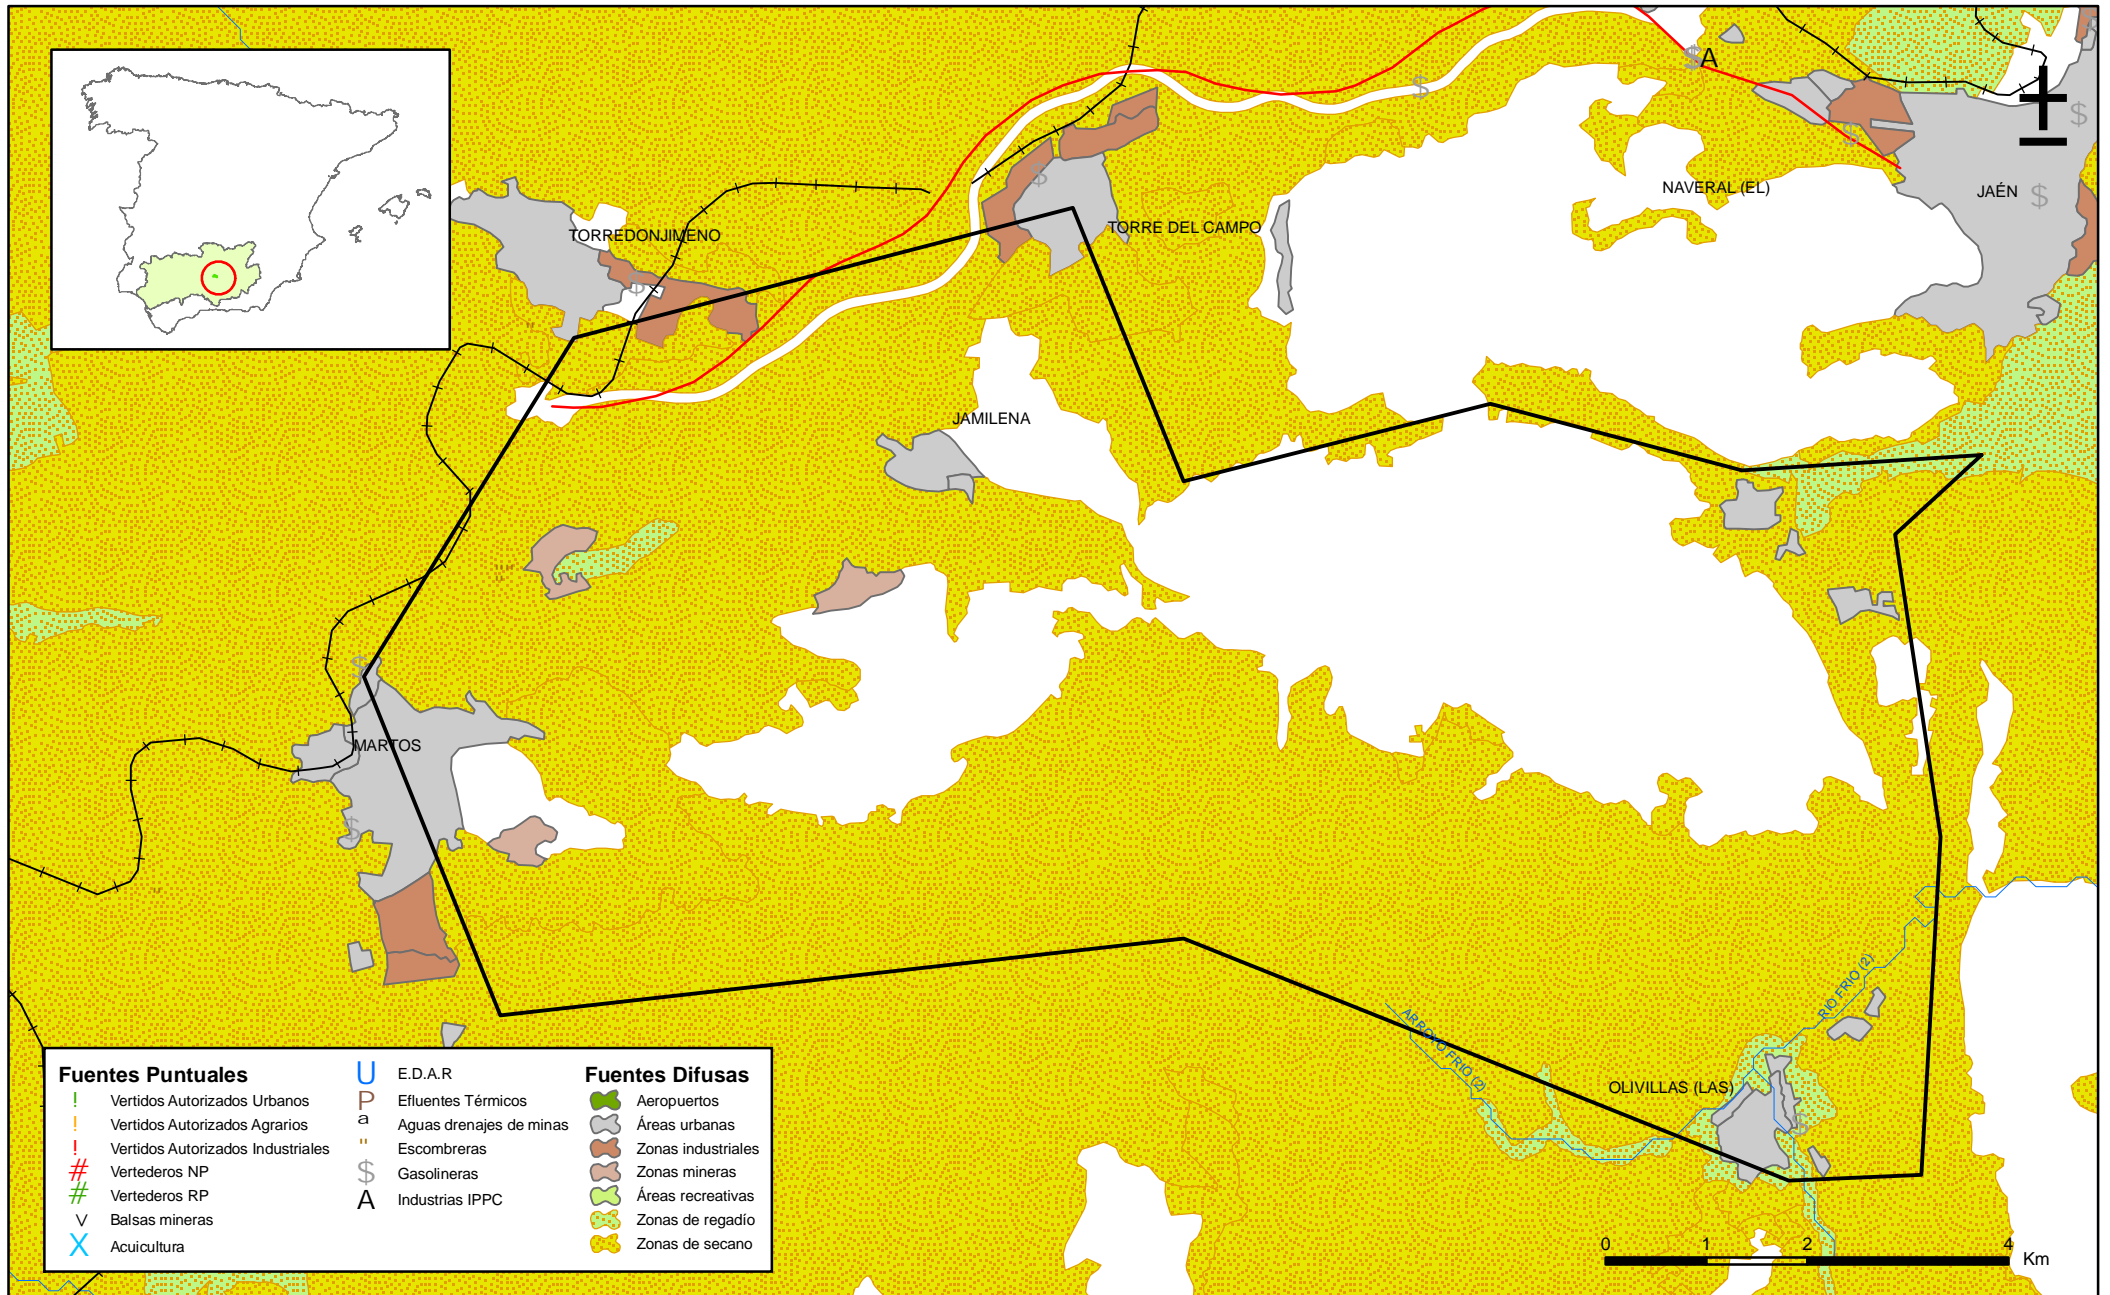 $A
$
$
$
NAVERAL (EL)
JAÉN
$
$
TORREDONJIMENO
TORRE DEL CAMPO
$
"
JAMILENA
""
"
$
MARTOS
$
"
RIO FRIO (2)
ARROYO FRIO (2)
OLIVILLAS (LAS)
$
Fuentes Puntuales
! Vertidos Autorizados Urbanos
! Vertidos Autorizados Agrarios
! Vertidos Autorizados Industriales
# Vertederos NP
# Vertederos RP
V Balsas mineras
X Acuicultura
U E.D.A.R
P Efluentes Térmicos
a Aguas drenajes de minas
" Escombreras
$ Gasolineras
A Industrias IPPC
Fuentes Difusas
Aeropuertos
Áreas urbanas
Zonas industriales
Zonas mineras
Áreas recreativas
Zonas de regadío
Zonas de secano
0 1 2 4
Km